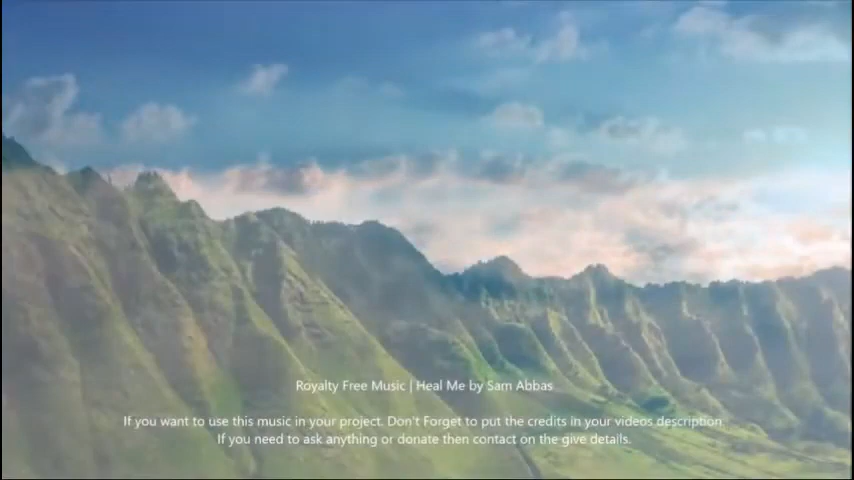 Royalty Free Music | Heal Me by Sam Abbas
If you want to use this music in your project. Don't Forget to put the credits in your videos description.
If you need to ask anything or donate then contact on the give details.